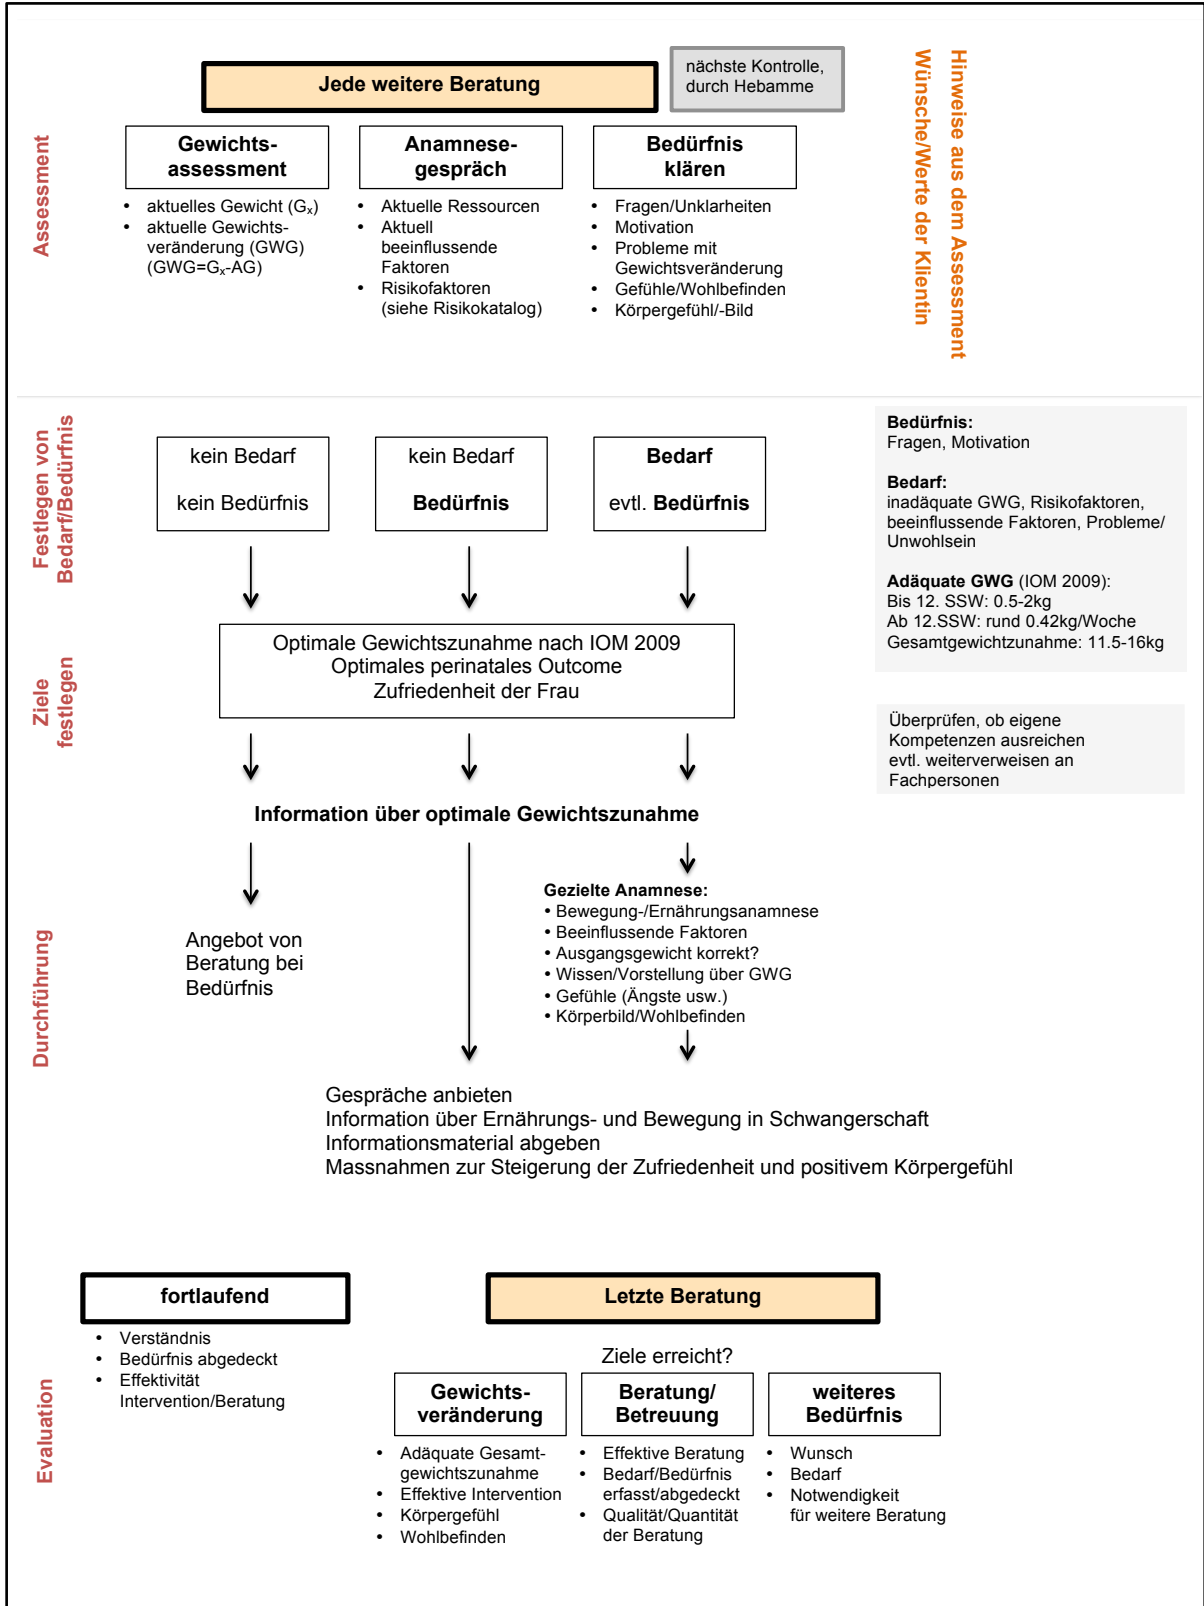 Jede weitere Beratung
nächste Kontrolle,
durch Hebamme
Hinweise aus dem Assessment
Wünsche/Werte der Klientin
Assessment
Gewichts-
assessment
• aktuelles Gewicht (Gₓ)
• aktuelle Gewichts-
veränderung (GWG)
(GWG=Gₓ-AG)
Anamnese-
gespräch
• Aktuelle Ressourcen
• Aktuell
beeinflussende
Faktoren
• Risikofaktoren
(siehe Risikokatalog)
Bedürfnis
klären
• Fragen/Unklarheiten
• Motivation
• Probleme mit
Gewichtsveränderung
• Gefühle/Wohlbefinden
• Körpergefühl/-Bild
Festlegen von
Bedarf/Bedürfnis
kein Bedarf
kein Bedürfnis
kein Bedarf
Bedürfnis
Bedarf
evtl. Bedürfnis
Bedürfnis:
Fragen, Motivation
Bedarf:
inadäquate GWG, Risikofaktoren,
beeinflussende Faktoren, Probleme/
Unwohlsein
Adäquate GWG (IOM 2009):
Bis 12. SSW: 0.5-2kg
Ab 12.SSW: rund 0.42kg/Woche
Gesamtgewichtzunahme: 11.5-16kg
Ziele
festlegen
Optimale Gewichtszunahme nach IOM 2009
Optimales perinatales Outcome
Zufriedenheit der Frau
Überprüfen, ob eigene
Kompetenzen ausreichen
evtl. weiterverweisen an
Fachpersonen
Durchführung
Information über optimale Gewichtszunahme
Angebot von
Beratung bei
Bedürfnis
Gezielte Anamnese:
• Bewegung-/Ernährungsanamnese
• Beeinflussende Faktoren
• Ausgangsgewicht korrekt?
• Wissen/Vorstellung über GWG
• Gefühle (Ängste usw.)
• Körperbild/Wohlbefinden
Gespräche anbieten
Information über Ernährungs- und Bewegung in Schwangerschaft
Informationsmaterial abgeben
Massnahmen zur Steigerung der Zufriedenheit und positivem Körpergefühl
Evaluation
fortlaufend
• Verständnis
• Bedürfnis abgedeckt
• Effektivität
Intervention/Beratung
Letzte Beratung
Ziele erreicht?
Gewichts-
veränderung
• Adäquate Gesamt-
gewichtszunahme
• Effektive Intervention
• Körpergefühl
• Wohlbefinden
Beratung/
Betreuung
• Effektive Beratung
• Bedarf/Bedürfnis
erfasst/abgedeckt
• Qualität/Quantität
der Beratung
weiteres
Bedürfnis
• Wunsch
• Bedarf
• Notwendigkeit
für weitere Beratung